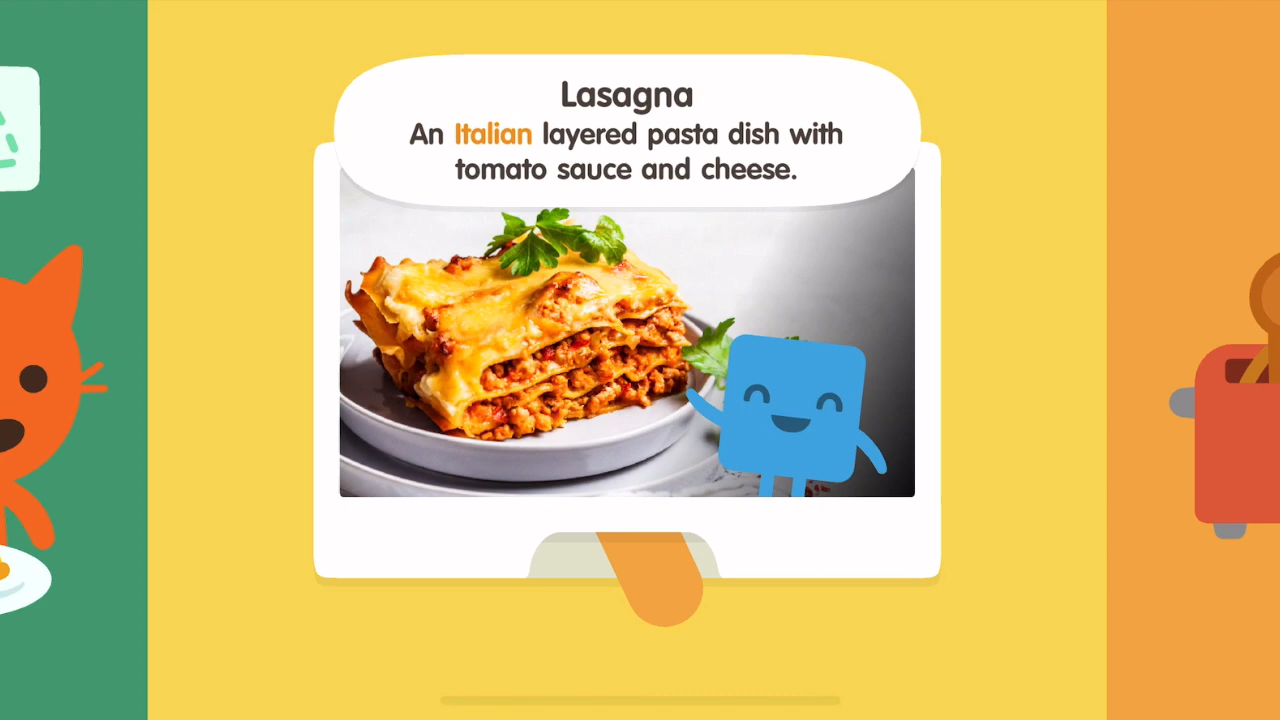 Lasagna
An Italian layered pasta dish with
tomato sauce and cheese.